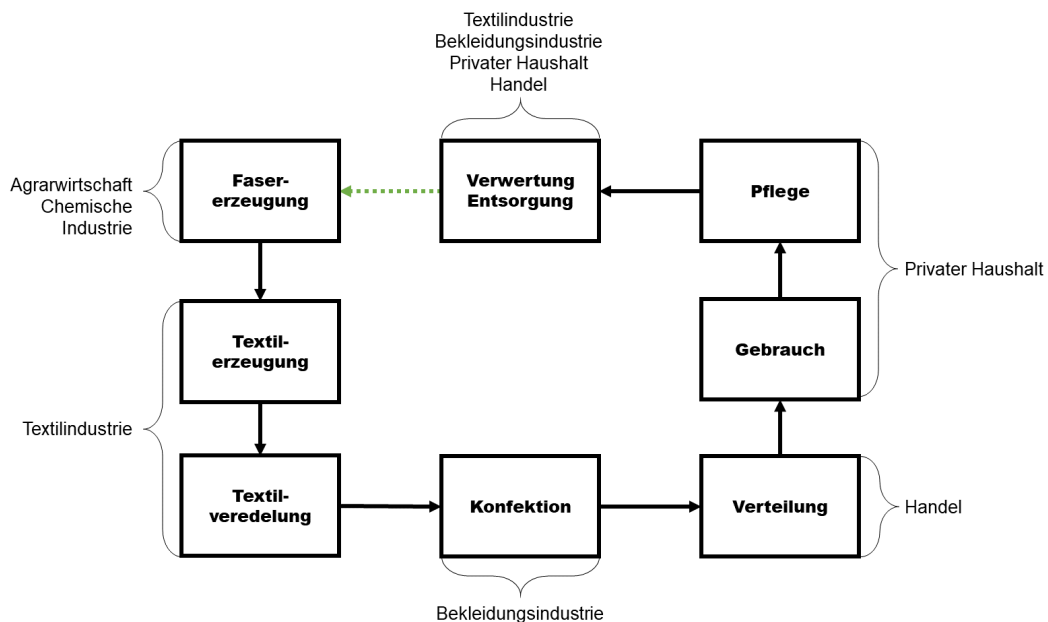 Textilindustrie
Bekleidungsindustrie
Privater Haushalt
Handel
Agrarwirtschaft
Chemische
Industrie
Faser-
erzeugung
Verwertung
Entsorgung
Pflege
Privater Haushalt
Textil-
erzeugung
Gebrauch
Textilindustrie
Textil-
veredelung
Konfektion
Verteilung
Handel
Bekleidungsindustrie